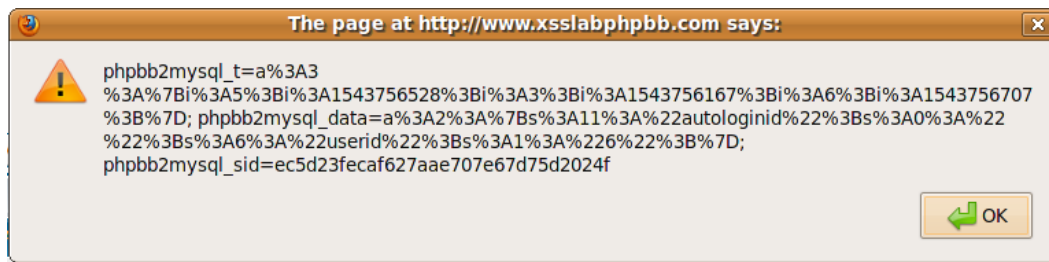 The page at http://www.xsslabphpbb.com says:
phpbb2mysql_t=a%3A3
%3A%7Bi%3A5%3Bi%3A1543756528%3Bi%3A3%3Bi%3A1543756167%3Bi%3A6%3Bi%3A1543756707
%3B%7D; phpbb2mysql_data=a%3A2%3A%7Bs%3A11%3A%22autologinid%22%3Bs%3A0%3A%22
%22%3Bs%3A6%3A%22userid%22%3Bs%3A1%3A%226%22%3B%7D;
phpbb2mysql_sid=ec5d23fecaf627aae707e67d75d2024f
OK